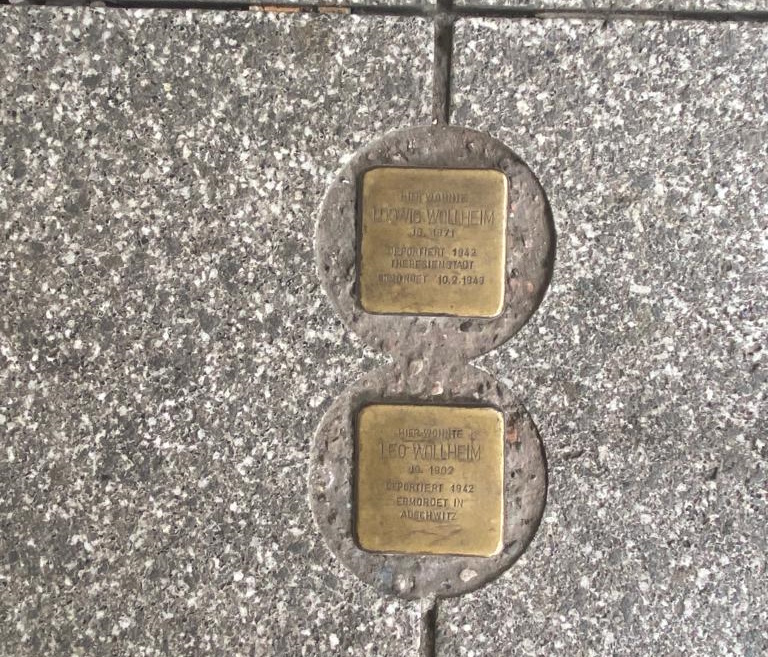 HIER WOHNTE
LUDWIG WOLLHEIM
JG. 1871
DEPORTIERT 1942
THERESIENSTADT
ERMORDET 10.2.1943
HIER WOHNTE
LEO WOLLHEIM
JG. 1902
DEPORTIERT 1942
ERMORDET IN
AUSCHWITZ